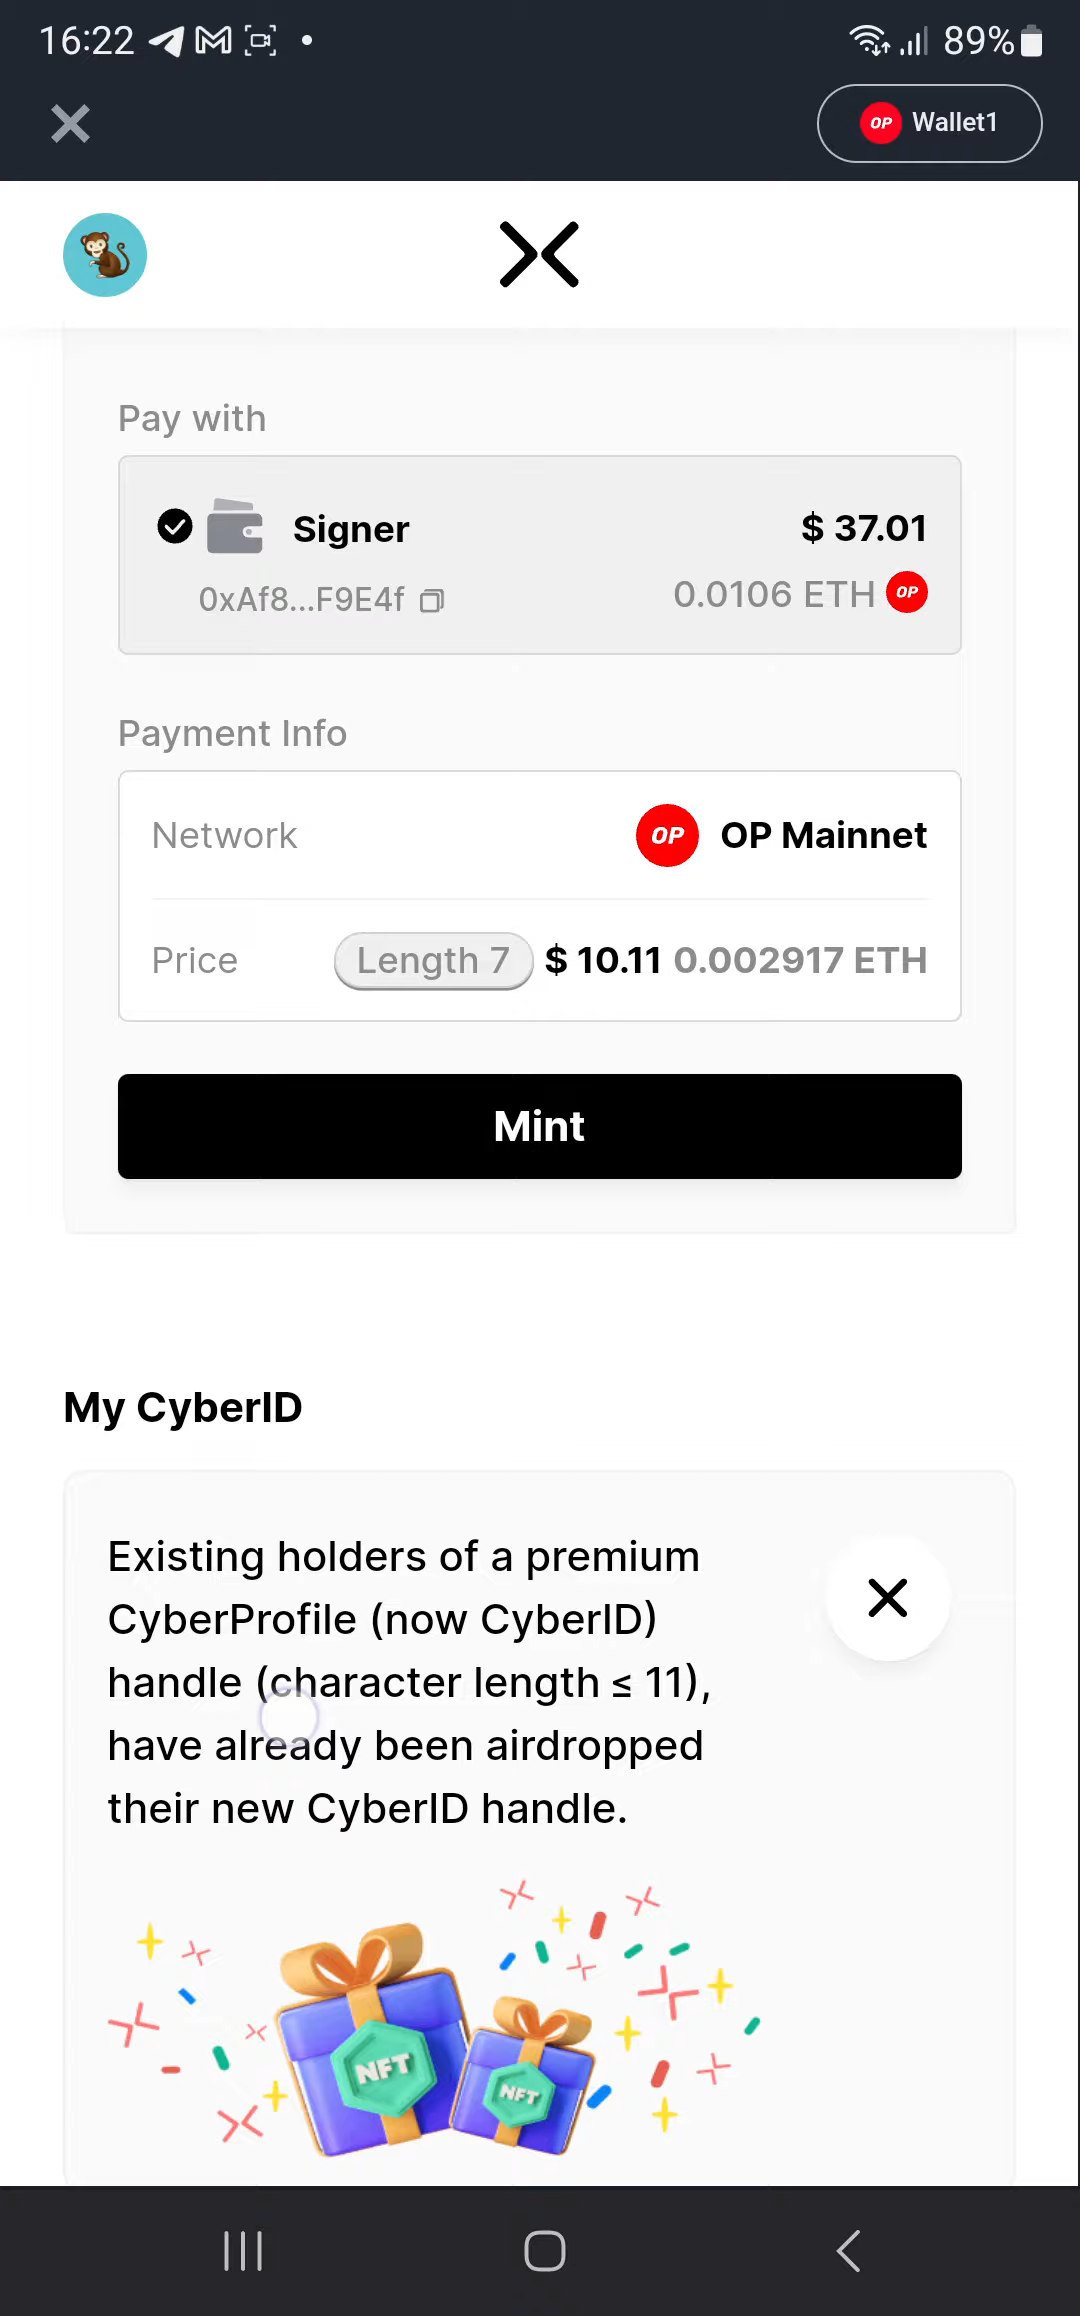 16:22
89%
OP Wallet1
Pay with
Signer
$ 37.01
0xAf8...F9E4f
0.0106 ETH OP
Payment Info
Network
OP OP Mainnet
Price
Length 7 $ 10.11 0.002917 ETH
Mint
My CyberID
Existing holders of a premium
CyberProfile (now CyberID)
handle (character length ≤ 11),
have already been airdropped
their new CyberID handle.
NFT
NFT